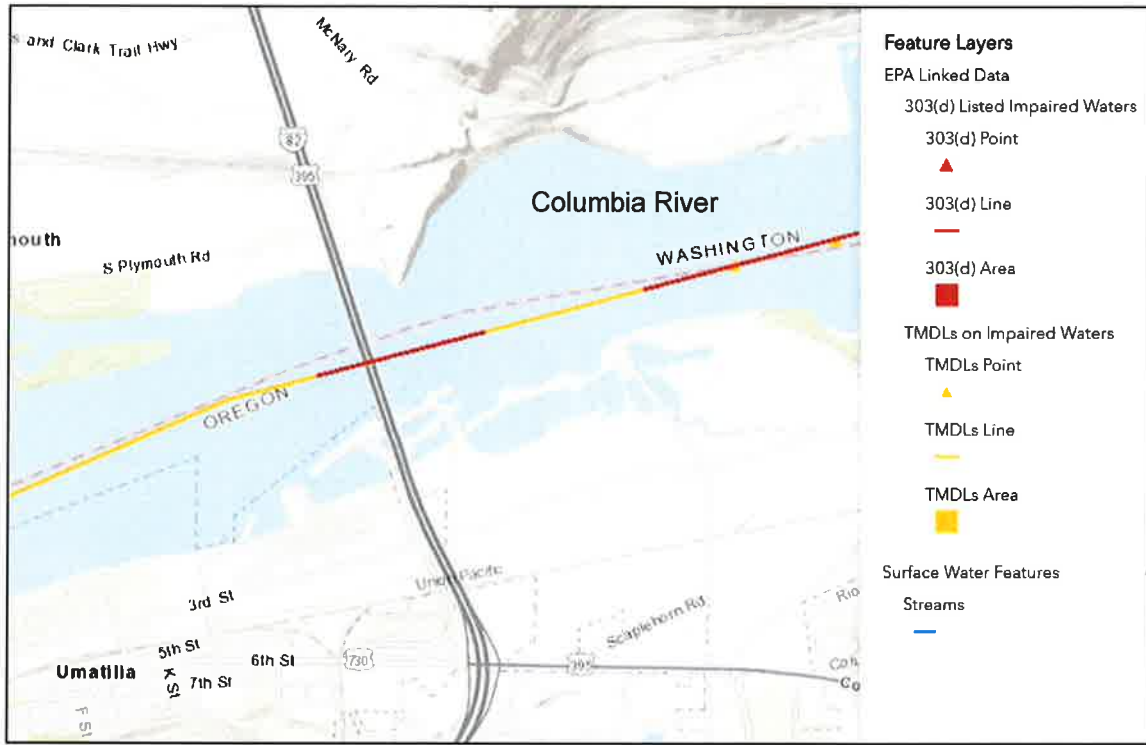 s and Clark Trail Hwy
McNary Rd
82
395
Columbia River
WASHINGTON
outh
S Plymouth Rd
OREGON
Union Pacific
3rd St
5th St
6th St
K St
7th St
730
395
Umatilla
F St
Rio
Co
Feature Layers
EPA Linked Data
303(d) Listed Impaired Waters
303(d) Point
303(d) Line
303(d) Area
TMDLs on Impaired Waters
TMDLs Point
TMDLs Line
TMDLs Area
Surface Water Features
Streams